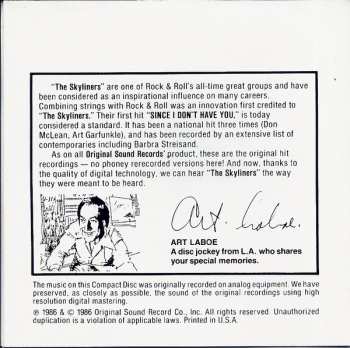 "The Skyliners" are one of Rock & Roll's all-time great groups and have
been considered as an inspirational influence on many careers.
Combining strings with Rock & Roll was an innovation first credited to
"The Skyliners." Their first hit "SINCE I DON'T HAVE YOU," is today
considered a standard. It has been a national hit three times (Don
McLean, Art Garfunkle), and has been recorded by an extensive list of
contemporaries including Barbra Streisand.
As on all Original Sound Records' product, these are the original hit
recordings — no phoney rerecorded versions here! And now, thanks to
the quality of digital technology, we can hear "The Skyliners" the way
they were meant to be heard.
Art Laboe.
ART LABOE
A disc jockey from L.A. who shares
your special memories.
The music on this Compact Disc was originally recorded on analog equipment. We have
preserved, as closely as possible, the sound of the original recordings using high
resolution digital mastering.
℗ 1986 & © 1986 Original Sound Record Co., Inc. All rights reserved. Unauthorized
duplication is a violation of applicable laws. Printed in U.S.A.